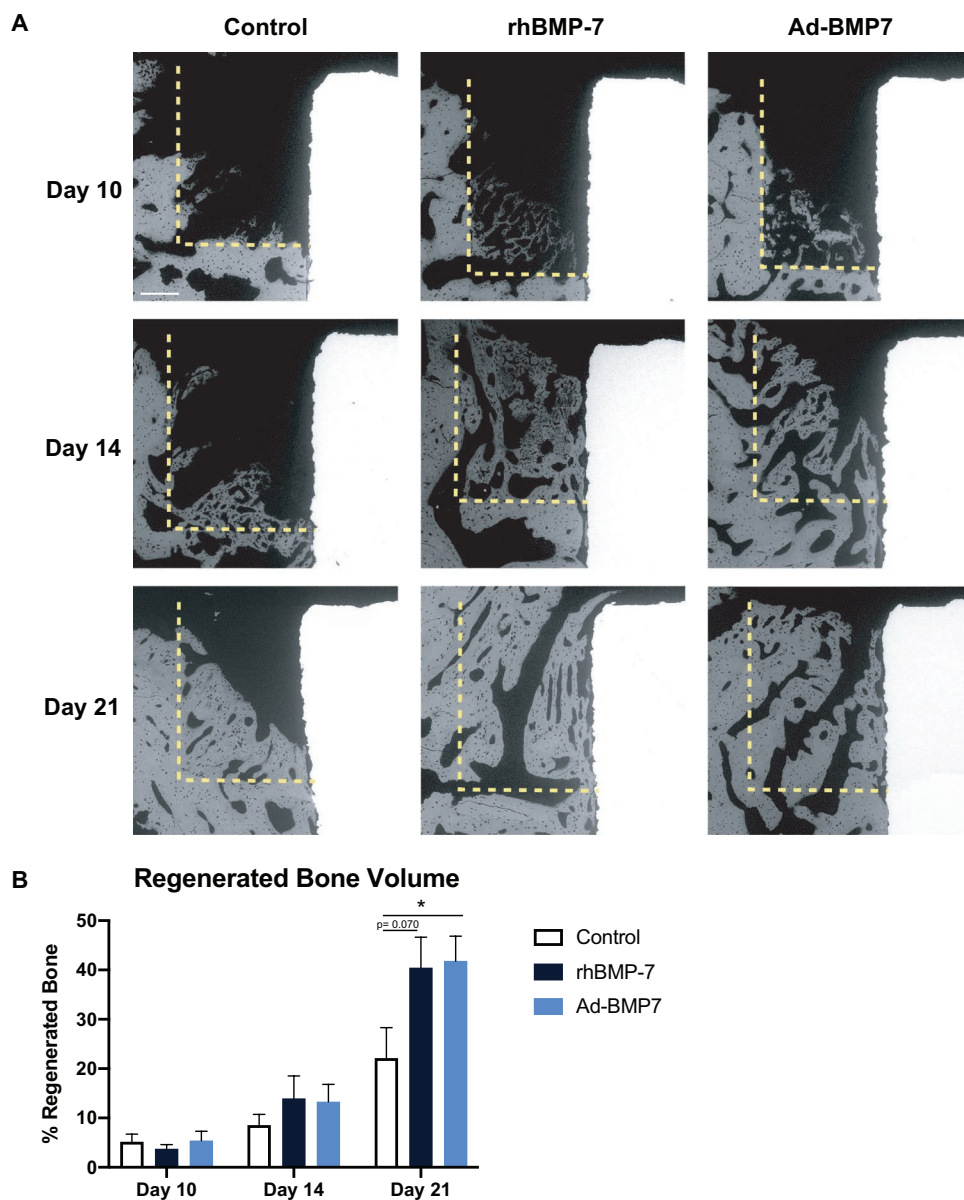 A
Control
rhBMP-7
Ad-BMP7
Day 10
Day 14
Day 21
B
Regenerated Bone Volume
% Regenerated Bone
50
40
30
20
10
0
p= 0.070
*
Control
rhBMP-7
Ad-BMP7
Day 10
Day 14
Day 21